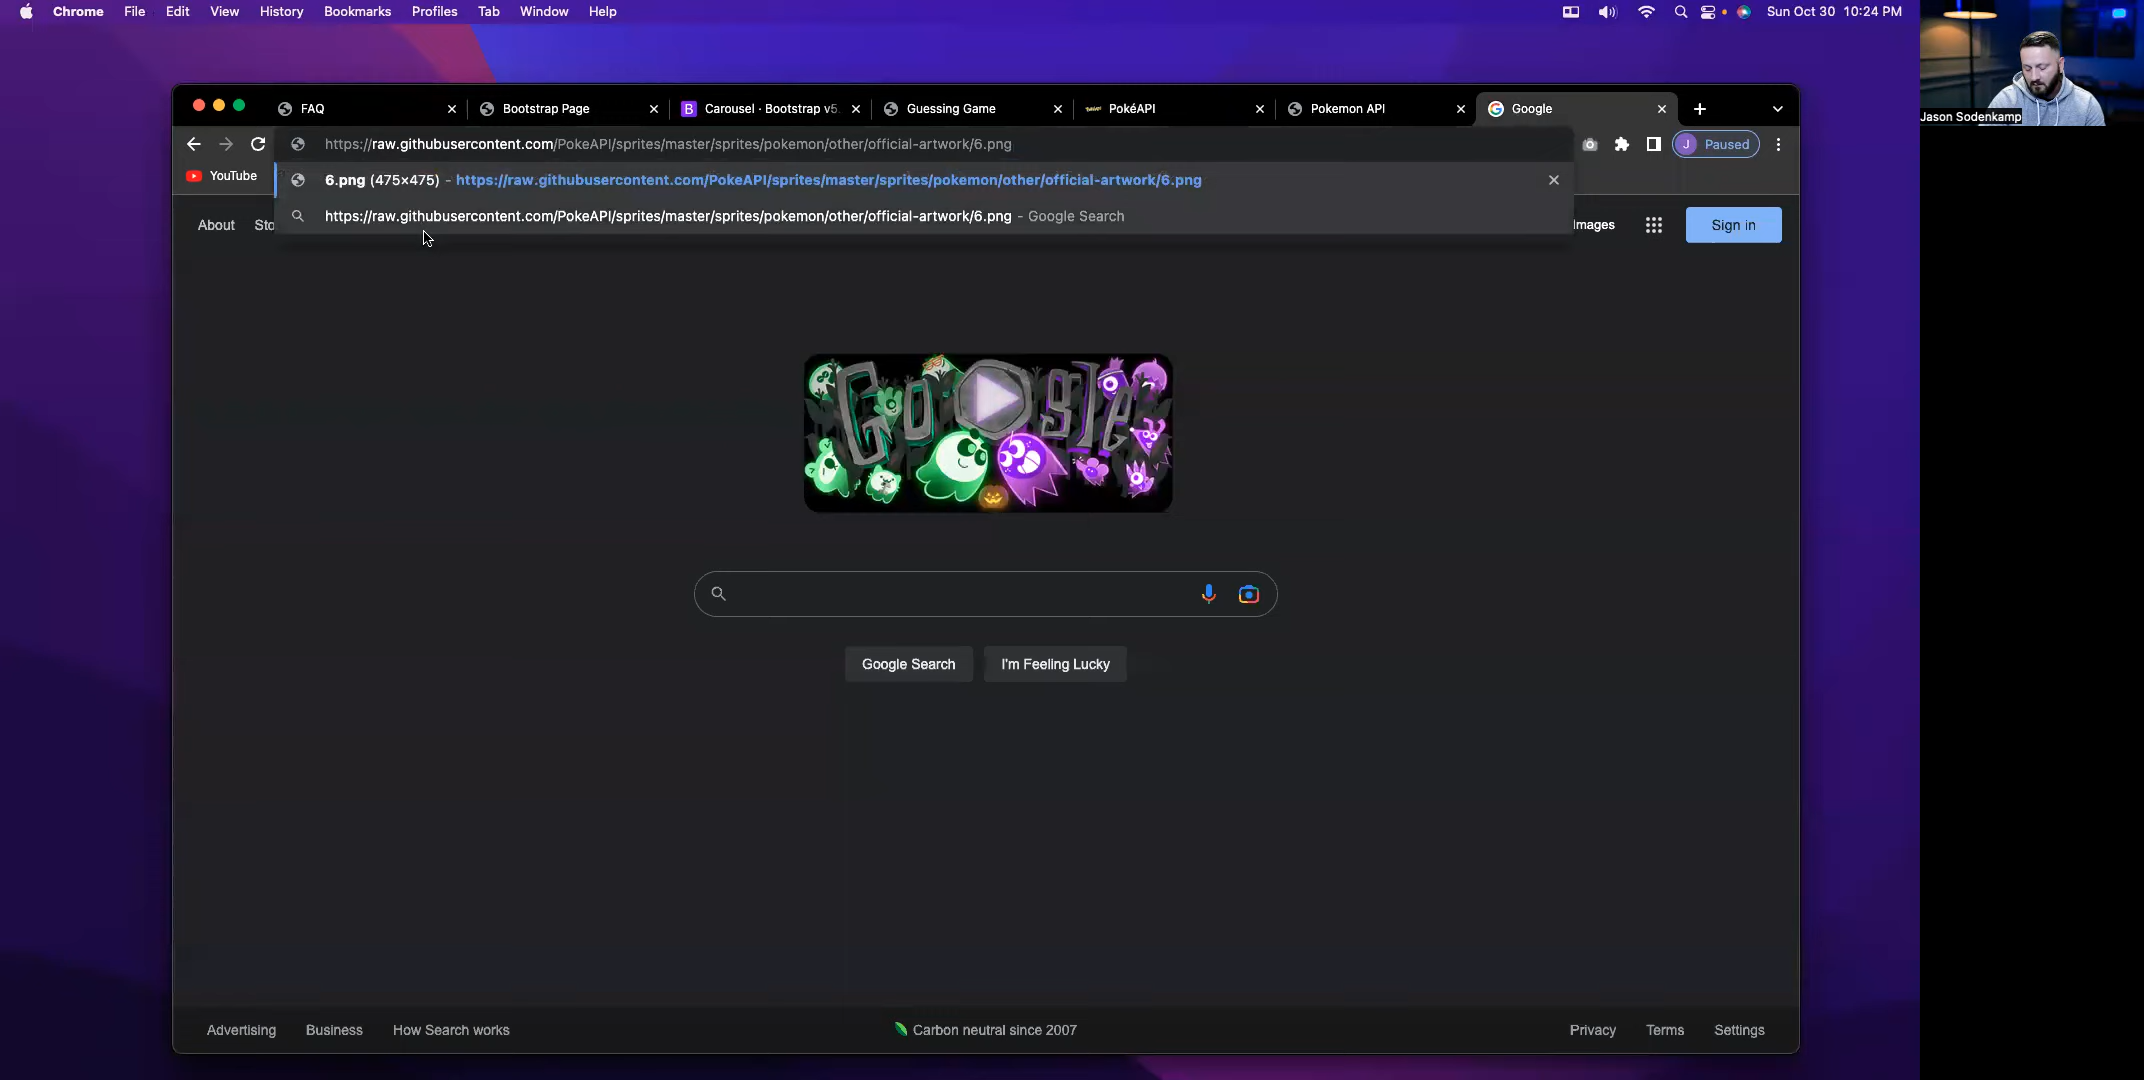 Chrome File Edit View History Bookmarks Profiles Tab Window Help Sun Oct 30 10:24 PM
Jason Sodenkamp
FAQ Bootstrap Page Carousel · Bootstrap v5. Guessing Game PokéAPI Pokemon API Google
https://raw.githubusercontent.com/PokeAPI/sprites/master/sprites/pokemon/other/official-artwork/6.png J Paused
YouTube 6.png (475×475) - https://raw.githubusercontent.com/PokeAPI/sprites/master/sprites/pokemon/other/official-artwork/6.png
https://raw.githubusercontent.com/PokeAPI/sprites/master/sprites/pokemon/other/official-artwork/6.png - Google Search
About Sto Images Sign in
Google
Google Search I'm Feeling Lucky
Advertising Business How Search works Carbon neutral since 2007 Privacy Terms Settings